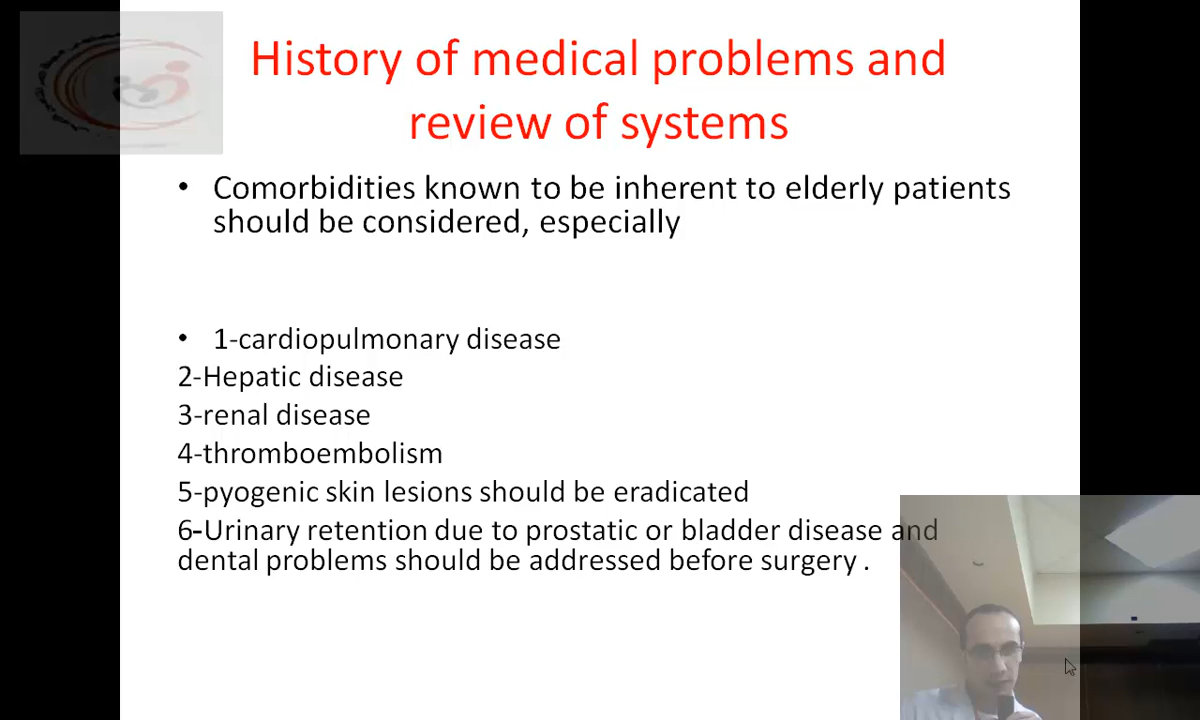 History of medical problems and
review of systems
• Comorbidities known to be inherent to elderly patients
should be considered, especially
• 1-cardiopulmonary disease
2-Hepatic disease
3-renal disease
4-thromboembolism
5-pyogenic skin lesions should be eradicated
6-Urinary retention due to prostatic or bladder disease and
dental problems should be addressed before surgery .